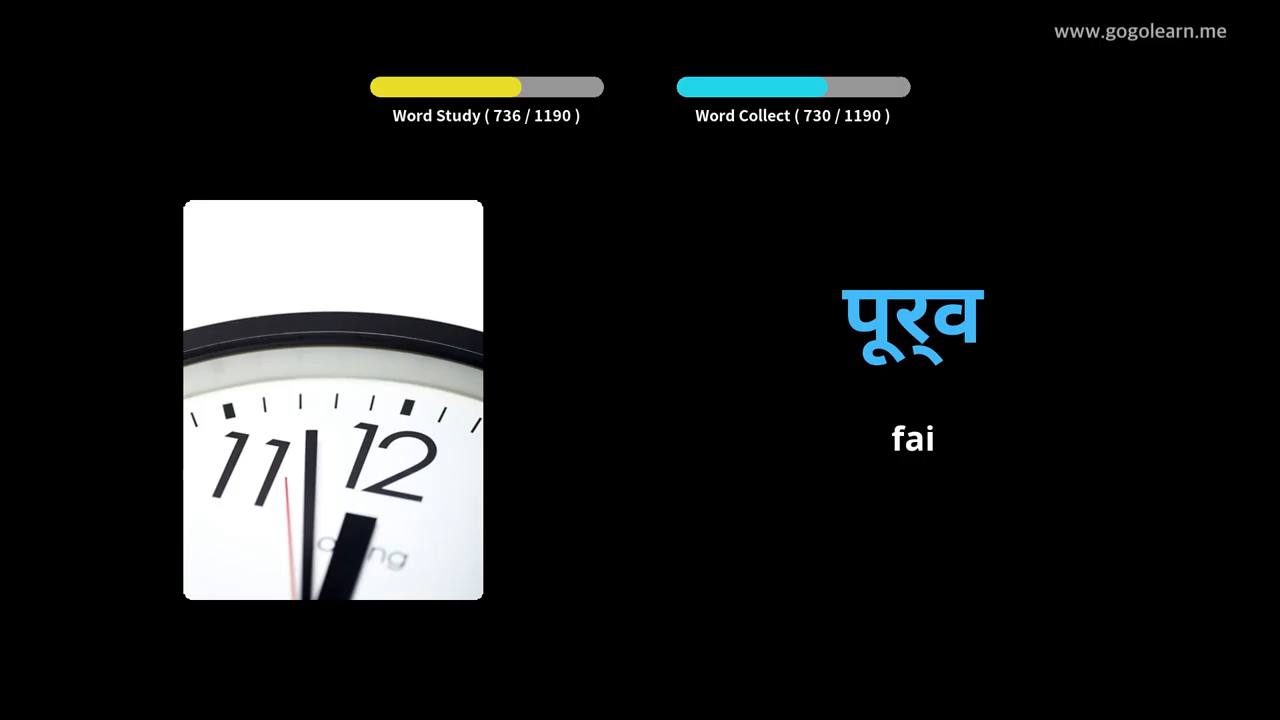 www.gogolearn.me
Word Study ( 736 / 1190 )
Word Collect ( 730 / 1190 )
पूर्‌व
11 12
fai